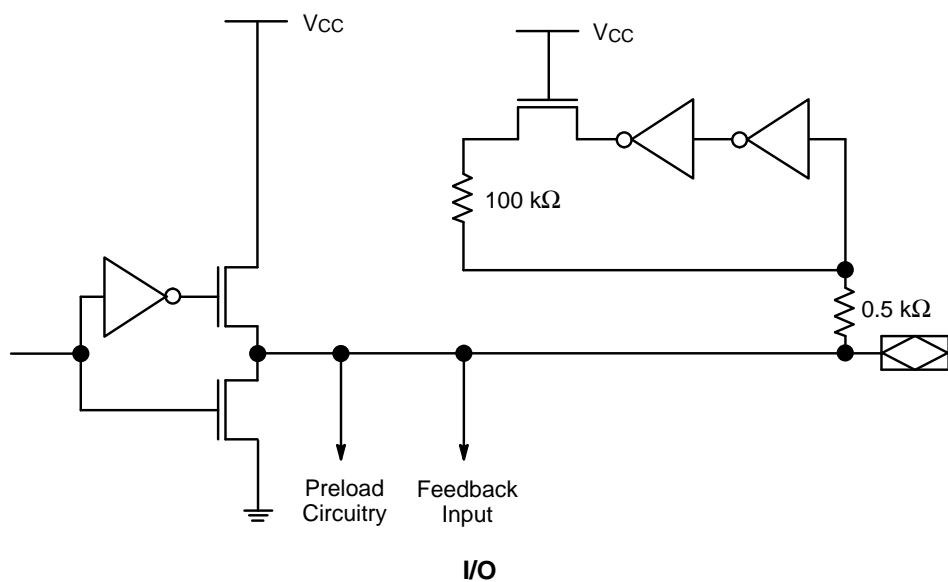 VCC
VCC
100 kΩ
0.5 kΩ
Preload
Circuitry
Feedback
Input
I/O